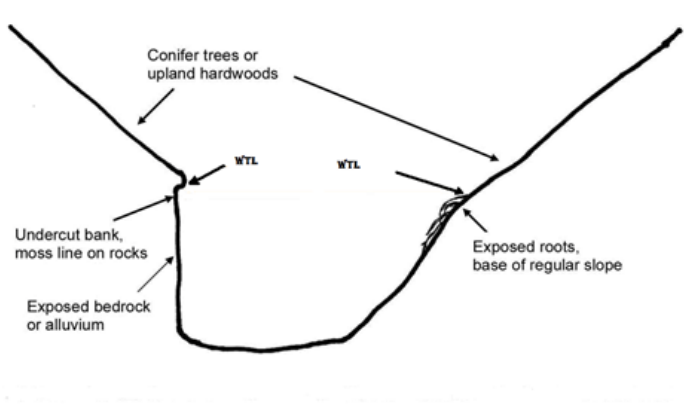 Conifer trees or
upland hardwoods
WTL
WTL
Undercut bank,
moss line on rocks
Exposed roots,
base of regular slope
Exposed bedrock
or alluvium